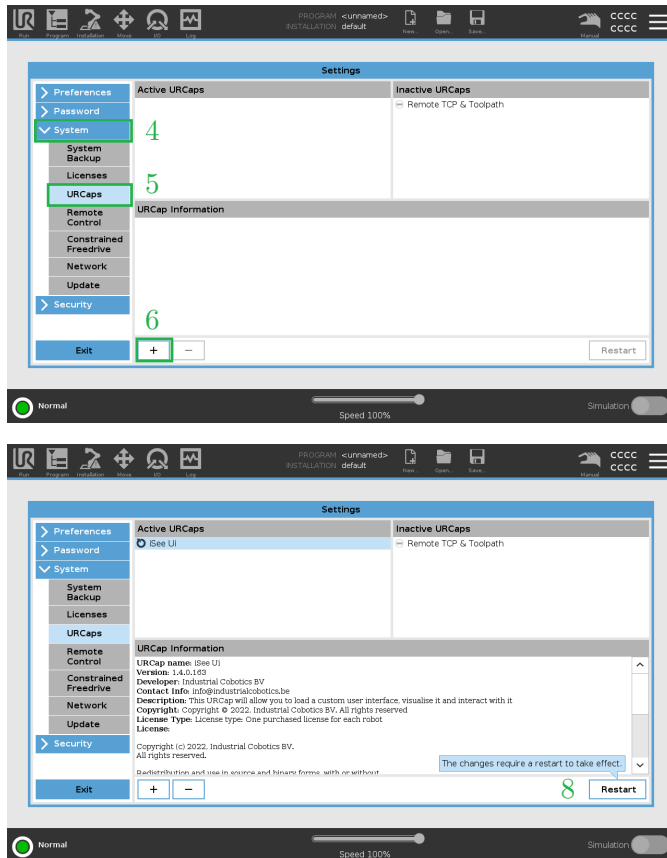 UR
PROGRAM <unnamed>
INSTALLATION default
Run Program Installation Move I/O Log New... Open... Save... Manual
CCCC
CCCC
Settings
Preferences
Password
System
System
Backup
Licenses
URCaps
Remote
Control
Constrained
Freedrive
Network
Update
Security
Exit
Active URCaps
Inactive URCaps
Remote TCP & Toolpath
4
5
URCap Information
6
+ −
Restart
Normal
Speed 100%
Simulation
UR
PROGRAM <unnamed>
INSTALLATION default
Run Program Installation Move I/O Log New... Open... Save... Manual
CCCC
CCCC
Settings
Preferences
Password
System
System
Backup
Licenses
URCaps
Remote
Control
Constrained
Freedrive
Network
Update
Security
Exit
Active URCaps
iSee Ui
Inactive URCaps
Remote TCP & Toolpath
URCap Information
URCap name: iSee Ui
Version: 1.4.0.163
Developer: Industrial Cobotics BV
Contact Info: info@industrialcobotics.be
Description: This URCap will allow you to load a custom user interface, visualise it and interact with it
Copyright: Copyright © 2022. Industrial Cobotics BV. All rights reserved
License Type: License type: One purchased license for each robot
License:
Copyright (c) 2022, Industrial Cobotics BV.
All rights reserved.
Redistribution and use in source and binary forms, with or without
The changes require a restart to take effect.
+ −
8
Restart
Normal
Speed 100%
Simulation